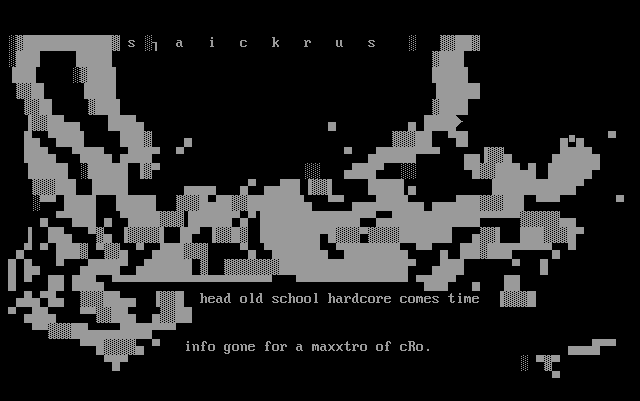 s ┐ a i c k r u s
head old school hardcore comes time
info gone for a maxxtro of cRo.